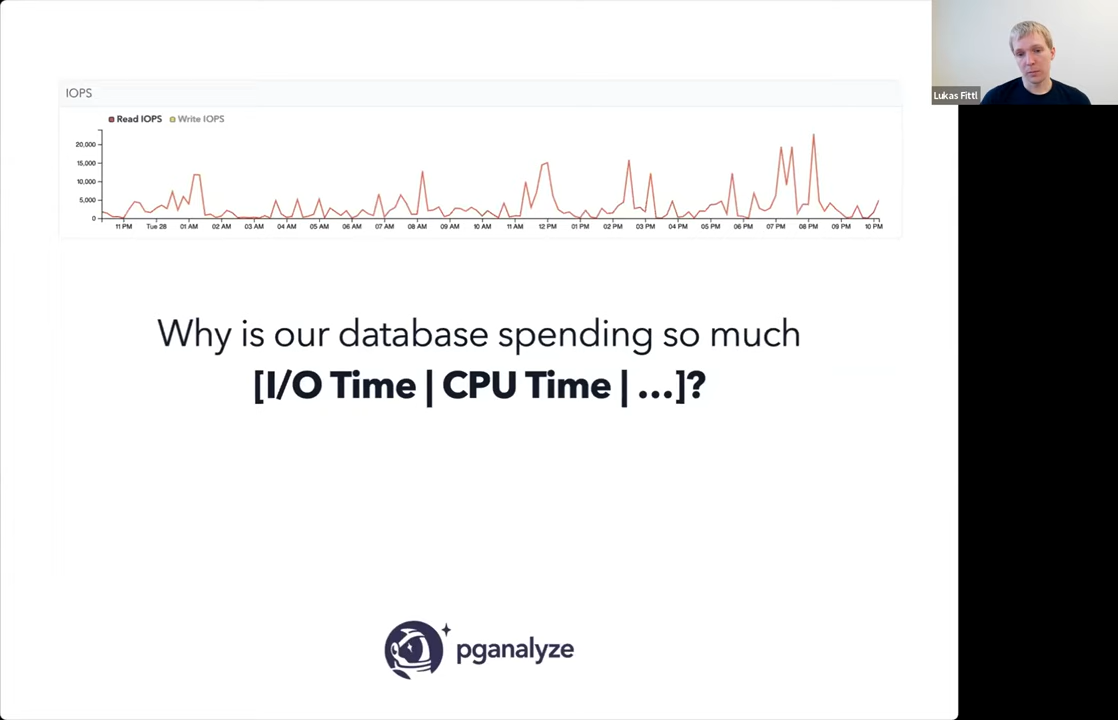 IOPS
Read IOPS Write IOPS
20,000
15,000
10,000
5,000
0
11 PM Tue 28 01 AM 02 AM 03 AM 04 AM 05 AM 06 AM 07 AM 08 AM 09 AM 10 AM 11 AM 12 PM 01 PM 02 PM 03 PM 04 PM 05 PM 06 PM 07 PM 08 PM 09 PM 10 PM
Lukas Fittl
Why is our database spending so much
[I/O Time | CPU Time | ...]?
pganalyze